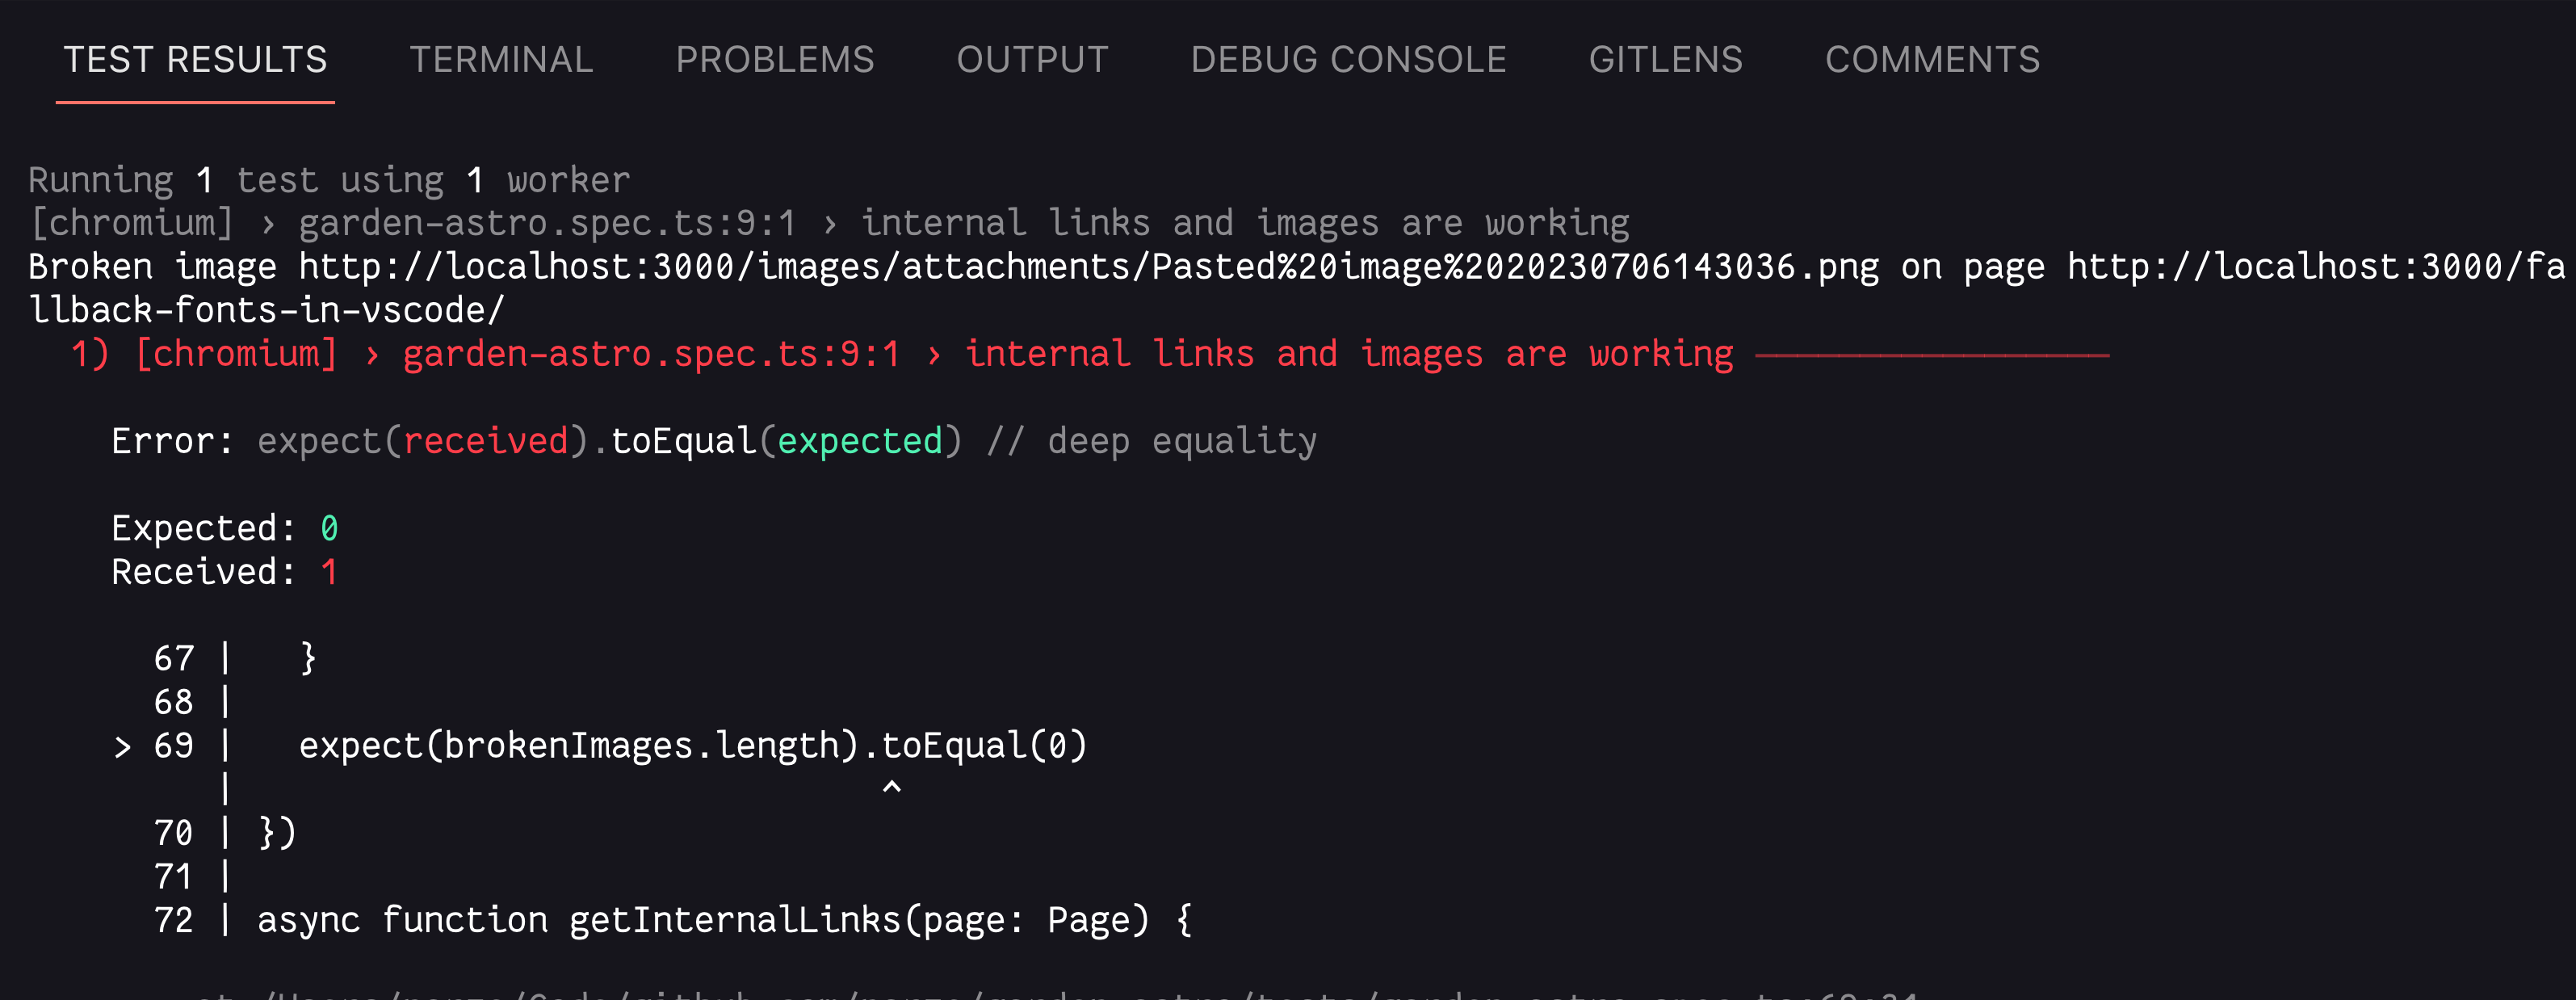 TEST RESULTS TERMINAL PROBLEMS OUTPUT DEBUG CONSOLE GITLENS COMMENTS
Running 1 test using 1 worker
[chromium] › garden-astro.spec.ts:9:1 › internal links and images are working
Broken image http://localhost:3000/images/attachments/Pasted%20image%2020230706143036.png on page http://localhost:3000/fa
llback-fonts-in-vscode/
1) [chromium] › garden-astro.spec.ts:9:1 › internal links and images are working
Error: expect(received).toEqual(expected) // deep equality
Expected: 0
Received: 1
67 |   }
68 |
> 69 |   expect(brokenImages.length).toEqual(0)
|                               ^
70 | })
71 |
72 | async function getInternalLinks(page: Page) {